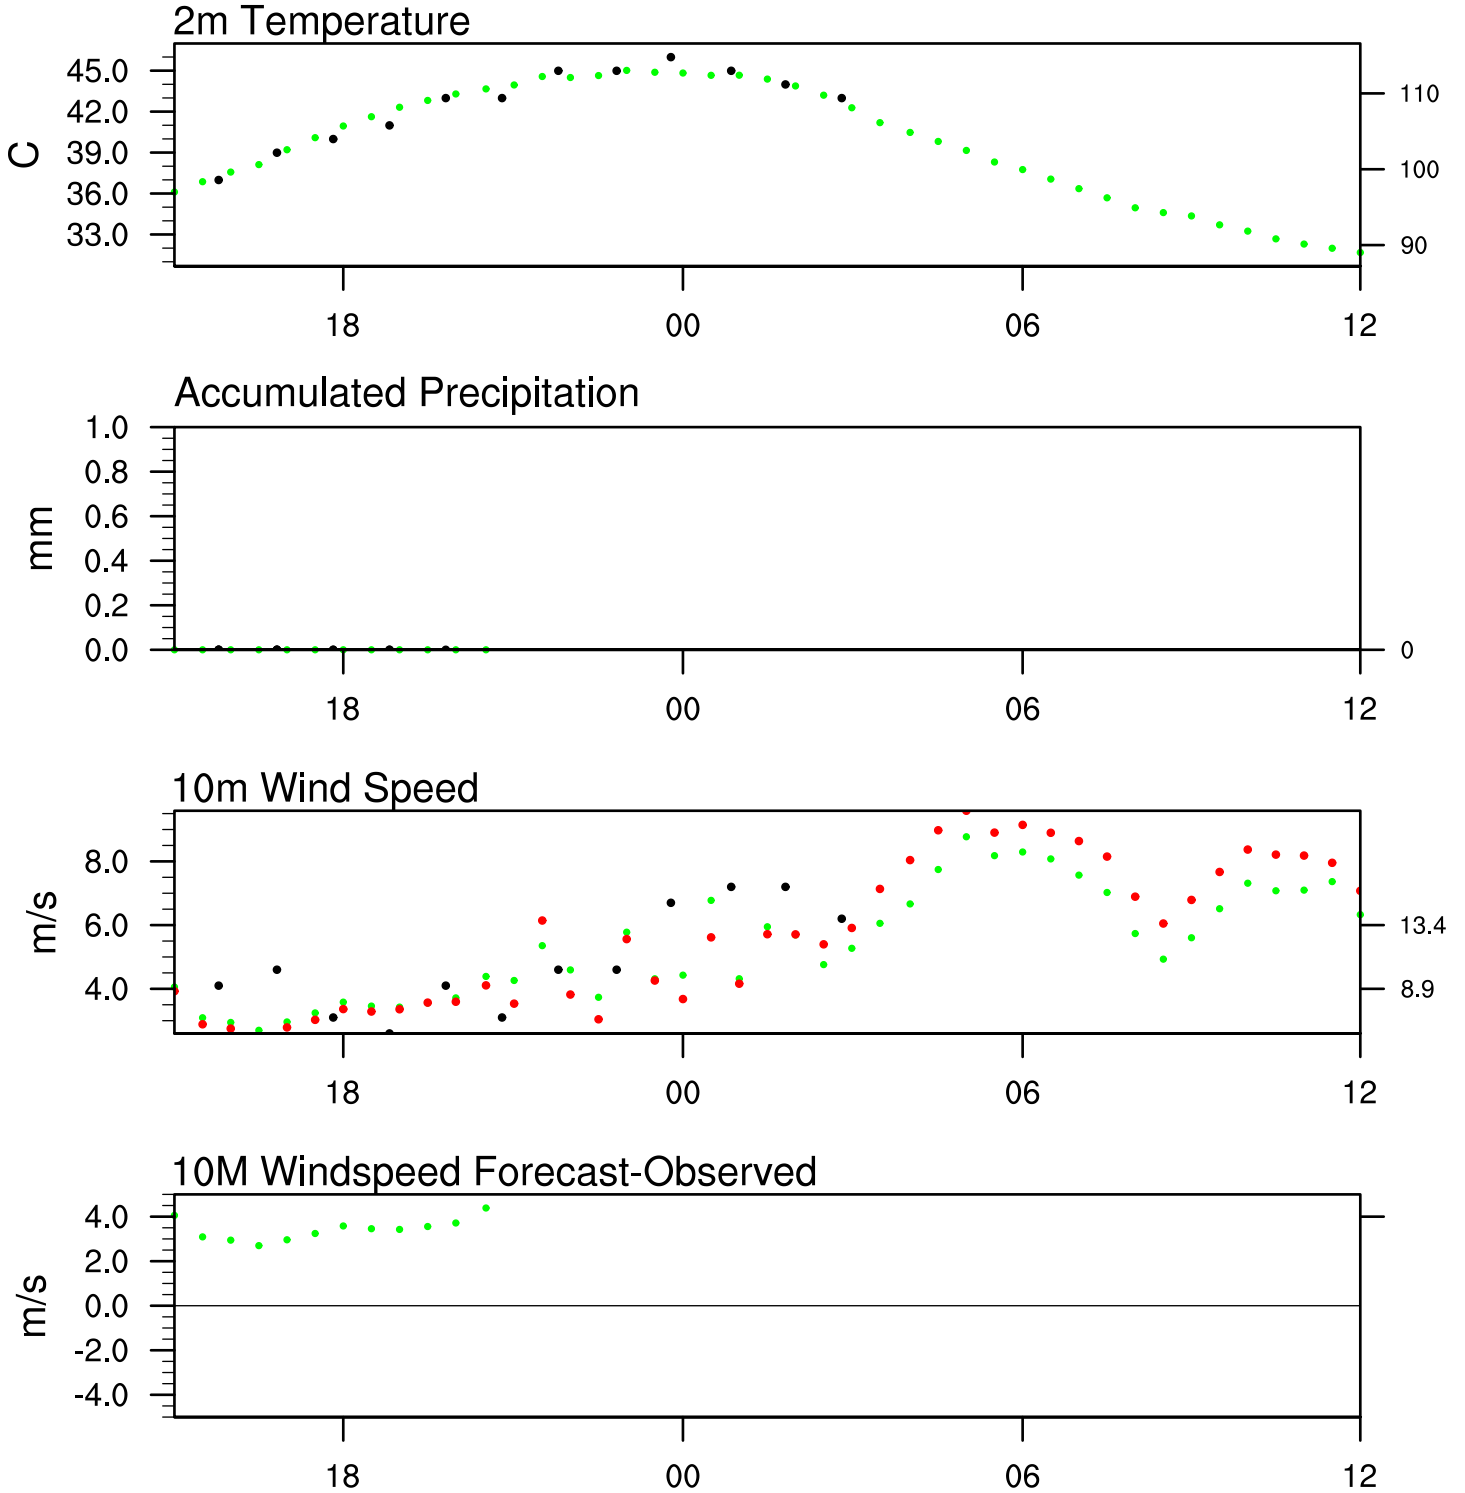 2m Temperature
45.0
42.0
39.0
36.0
33.0
C
110
100
90
18 00 06 12
Accumulated Precipitation
1.0
0.8
0.6
0.4
0.2
0.0
mm
0
18 00 06 12
10m Wind Speed
8.0
6.0
4.0
m/s
13.4
8.9
18 00 06 12
10M Windspeed Forecast-Observed
4.0
2.0
0.0
-2.0
-4.0
m/s
18 00 06 12